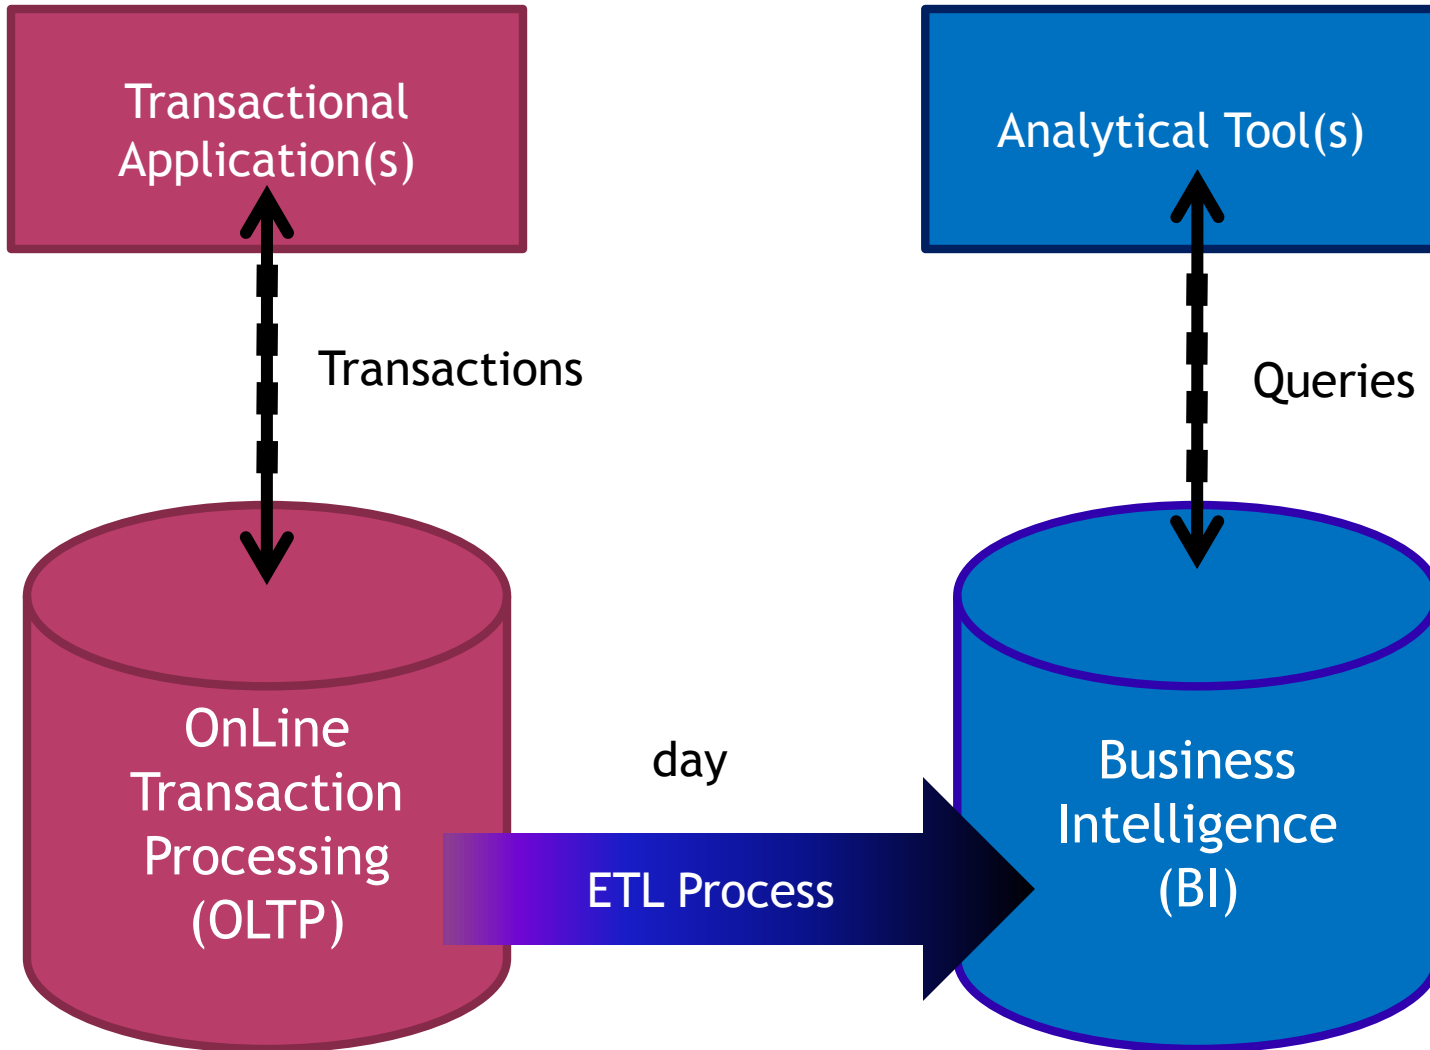 Transactional
Application(s)
Analytical Tool(s)
Transactions
Queries
OnLine
Transaction
Processing
(OLTP)
day
ETL Process
Business
Intelligence
(BI)